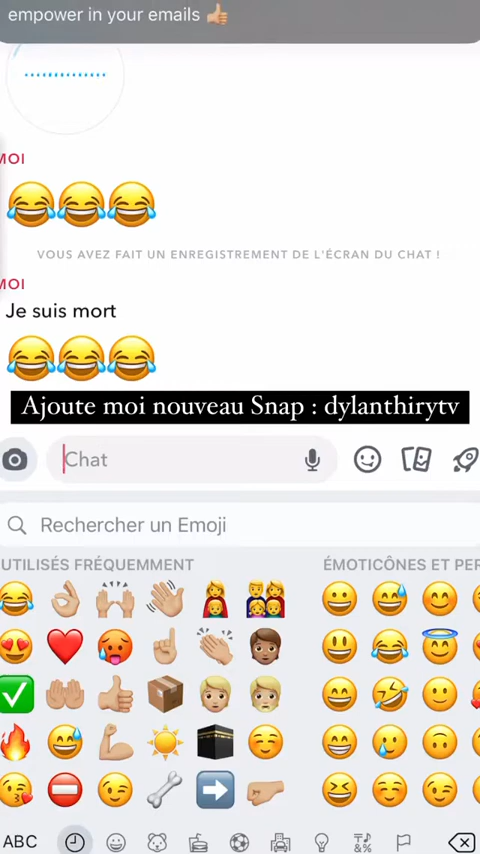 empower in your emails 👍🏼
MOI
😂😂😂
VOUS AVEZ FAIT UN ENREGISTREMENT DE L'ÉCRAN DU CHAT !
MOI
Je suis mort
😂😂😂
Ajoute moi nouveau Snap : dylanthirytv
Chat
Rechercher un Emoji
UTILISÉS FRÉQUEMMENT
ÉMOTICÔNES ET PER
ABC